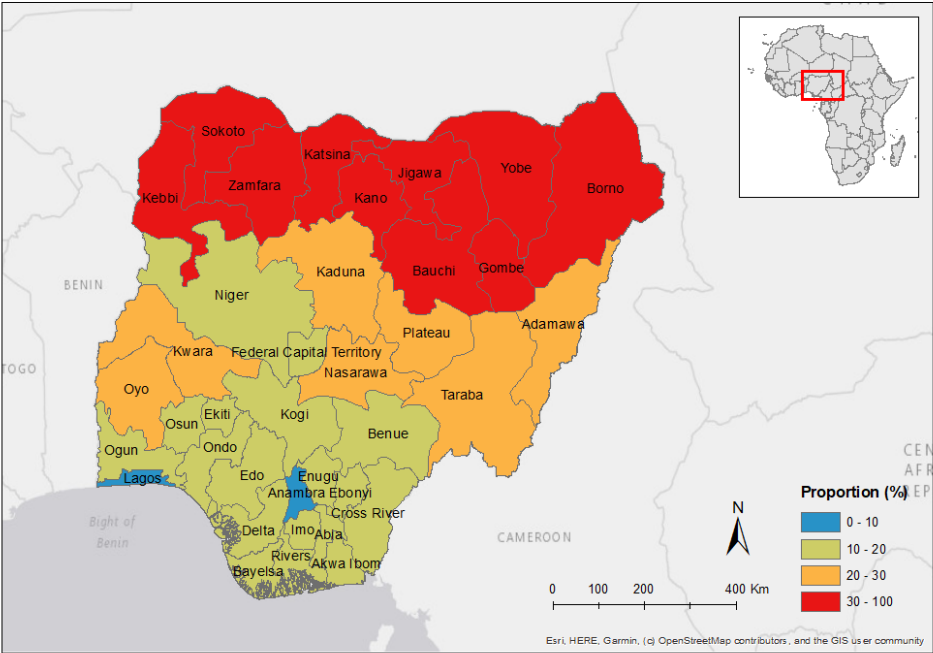 Sokoto
Katsina
Jigawa
Yobe
Borno
Kebbi
Zamfara
Kano
Bauchi
Gombe
Kaduna
BENIN
Niger
Adamawa
Plateau
Kwara
Federal Capital Territory
TOGO
Nasarawa
Oyo
Taraba
Ekiti
Kogi
Osun
Benue
Ogun
Ondo
Edo
Enugu
Lagos
Anambra
Ebonyi
Cross River
Bight of
Benin
Delta
Imo
Abia
Rivers
Akwa Ibom
Bayelsa
CAMEROON
N
0 100 200 400 Km
Proportion (%)
0 - 10
10 - 20
20 - 30
30 - 100
Esri, HERE, Garmin, (c) OpenStreetMap contributors, and the GIS user community